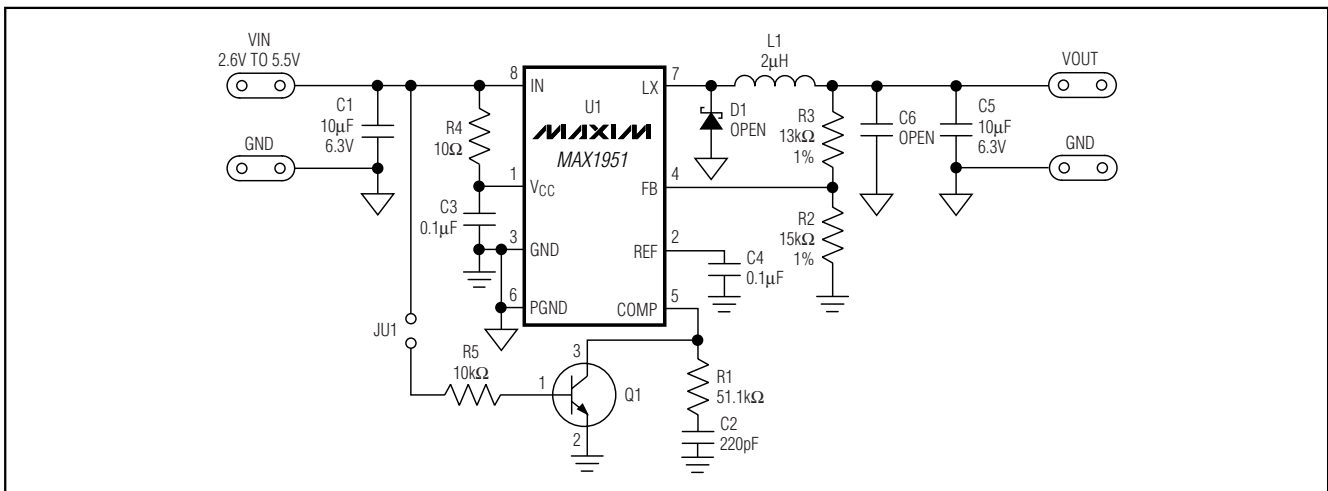 VIN
2.6V TO 5.5V
GND
C1
10µF
6.3V
R4
10Ω
C3
0.1µF
JU1
R5
10kΩ
8
IN
1
VCC
3
GND
6
PGND
U1
MAXIM
MAX1951
7
LX
4
FB
2
REF
5
COMP
L1
2µH
D1
OPEN
R3
13kΩ
1%
R2
15kΩ
1%
C4
0.1µF
C6
OPEN
C5
10µF
6.3V
VOUT
GND
3
1
2
Q1
R1
51.1kΩ
C2
220pF